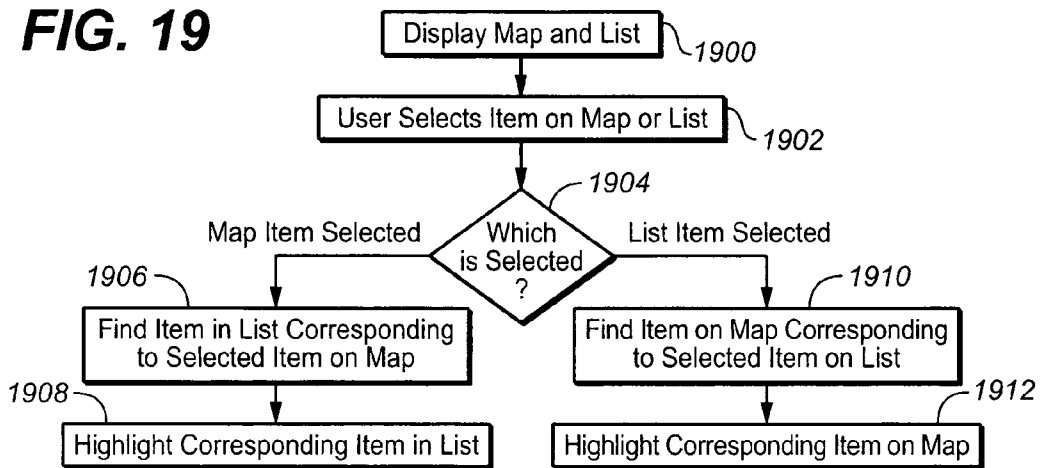 FIG. 19
Display Map and List
1900
User Selects Item on Map or List
1902
1904
Map Item Selected
Which
is Selected
?
List Item Selected
1906
Find Item in List Corresponding
to Selected Item on Map
1910
Find Item on Map Corresponding
to Selected Item on List
1908
Highlight Corresponding Item in List
1912
Highlight Corresponding Item on Map